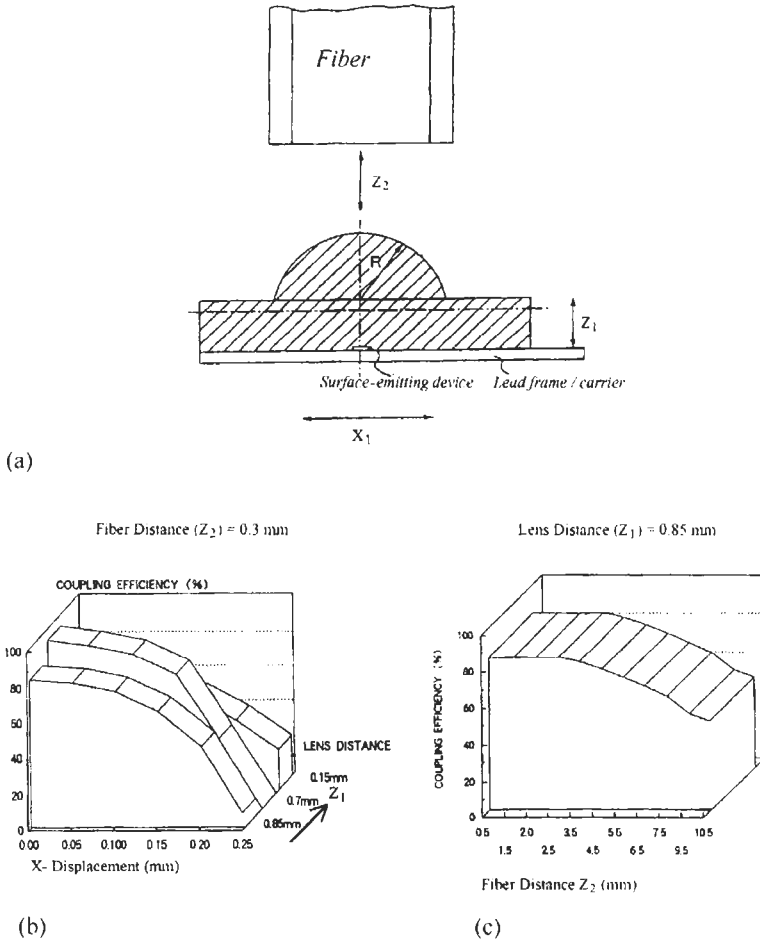 Fiber
Z2
R
Z1
Surface-emitting device
Lead frame / carrier
X1
(a)
Fiber Distance (Z2) = 0.3 mm
COUPLING EFFICIENCY (%)
100
80
60
40
20
0
0.00 0.05 0.100 0.15 0.20 0.25
X- Displacement (mm)
LENS DISTANCE
0.15mm
0.7mm
0.85mm
Z1
(b)
Lens Distance (Z1) = 0.85 mm
COUPLING EFFICIENCY (%)
100
80
60
40
20
0
0.5 2.0 3.5 5.5 7.5 10.5
1.5 2.5 4.5 6.5 9.5
Fiber Distance Z2 (mm)
(c)